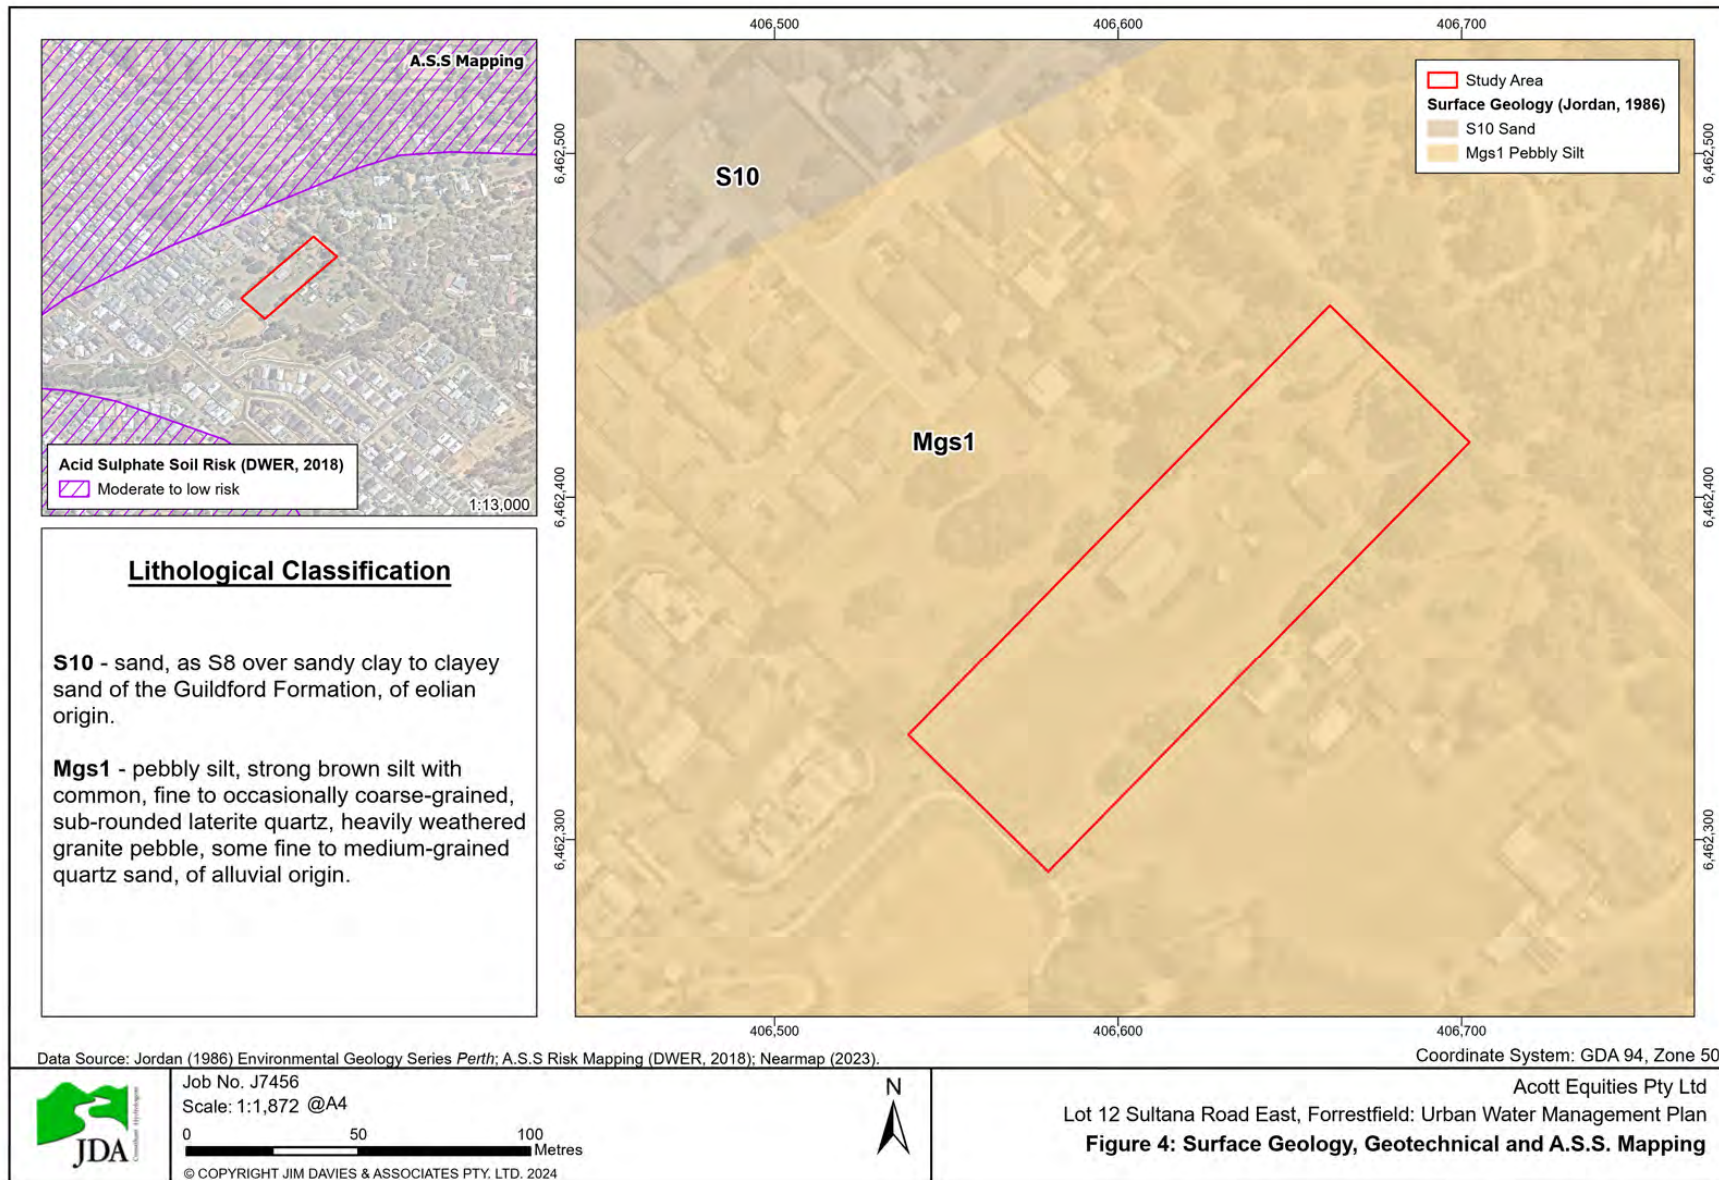 406,500
406,600
406,700
A.S.S Mapping
Acid Sulphate Soil Risk (DWER, 2018)
Moderate to low risk
1:13,000
Lithological Classification
S10 - sand, as S8 over sandy clay to clayey
sand of the Guildford Formation, of eolian
origin.
Mgs1 - pebbly silt, strong brown silt with
common, fine to occasionally coarse-grained,
sub-rounded laterite quartz, heavily weathered
granite pebble, some fine to medium-grained
quartz sand, of alluvial origin.
6,462,500
6,462,400
6,462,300
S10
Mgs1
Study Area
Surface Geology (Jordan, 1986)
S10 Sand
Mgs1 Pebbly Silt
6,462,500
6,462,400
6,462,300
406,500
406,600
406,700
Data Source: Jordan (1986) Environmental Geology Series Perth; A.S.S Risk Mapping (DWER, 2018); Nearmap (2023).
Coordinate System: GDA 94, Zone 50
JDA
Consultant Hydrologists
Job No. J7456
Scale: 1:1,872 @A4
0 50 100
Metres
© COPYRIGHT JIM DAVIES & ASSOCIATES PTY. LTD. 2024
N
Acott Equities Pty Ltd
Lot 12 Sultana Road East, Forrestfield: Urban Water Management Plan
Figure 4: Surface Geology, Geotechnical and A.S.S. Mapping